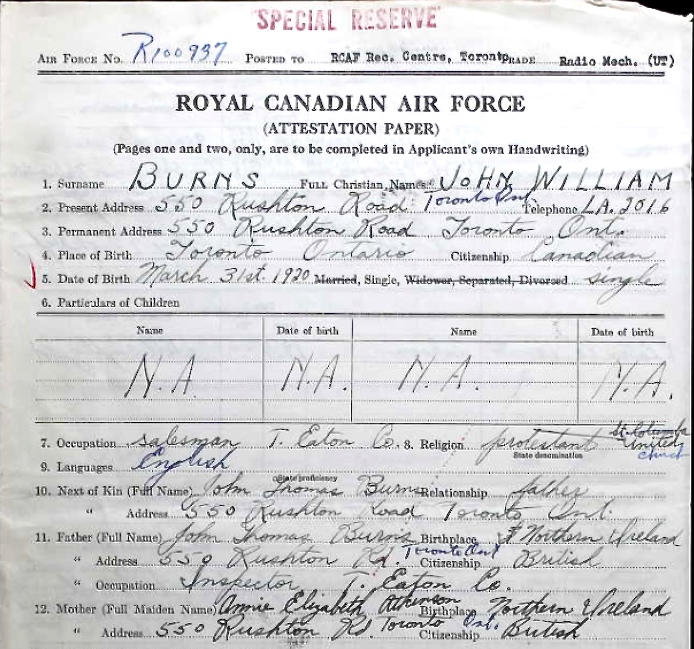 SPECIAL RESERVE
AIR FORCE No. R100937 POSTED TO RCAF Rec. Centre, Toronto TRADE Radio Mech. (UT)
ROYAL CANADIAN AIR FORCE
(ATTESTATION PAPER)
(Pages one and two, only, are to be completed in Applicant's own Handwriting)
1. Surname BURNS FULL Christian Names JOHN WILLIAM
2. Present Address 550 Rushton Road Toronto Ont. Telephone LA. 2016
3. Permanent Address 550 Rushton Road Toronto Ont.
4. Place of Birth Toronto Ontario Citizenship Canadian
5. Date of Birth March 31st. 1920 Married, Single, Widower, Separated, Divorced single
6. Particulars of Children
Name Date of birth Name Date of birth
N.A. N.A. N.A. N.A.
7. Occupation salesman T. Eaton Co. 8. Religion protestant St. Columba United church
State denomination
9. Languages English
(State proficiency)
10. Next of Kin (Full Name) John Thomas Burns Relationship father
" Address 550 Rushton Road Toronto Ont.
11. Father (Full Name) John Thomas Burns Birthplace Northern Ireland
" Address 550 Rushton Rd. Toronto Ont Citizenship British
" Occupation Inspector T. Eaton Co.
12. Mother (Full Maiden Name) Annie Elizabeth Atkinson Birthplace Northern Ireland
" Address 550 Rushton Rd. Toronto Ont. Citizenship British